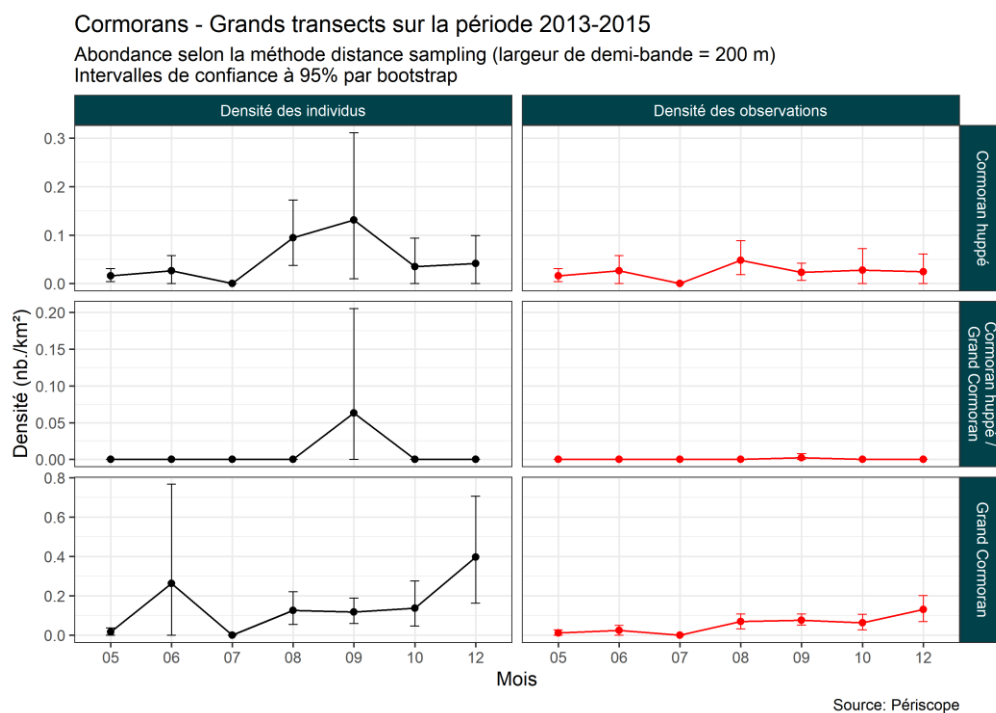 Cormorans - Grands transects sur la période 2013-2015
Abondance selon la méthode distance sampling (largeur de demi-bande = 200 m)
Intervalles de confiance à 95% par bootstrap
Densité des individus
Densité des observations
0.3
0.2
0.1
0.0
Cormoran huppé
0.20
0.15
0.10
0.05
0.00
Cormoran huppé /
Grand Cormoran
0.8
0.6
0.4
0.2
0.0
Grand Cormoran
Densité (nb./km²)
05 06 07 08 09 10 12
05 06 07 08 09 10 12
Mois
Source: Périscope